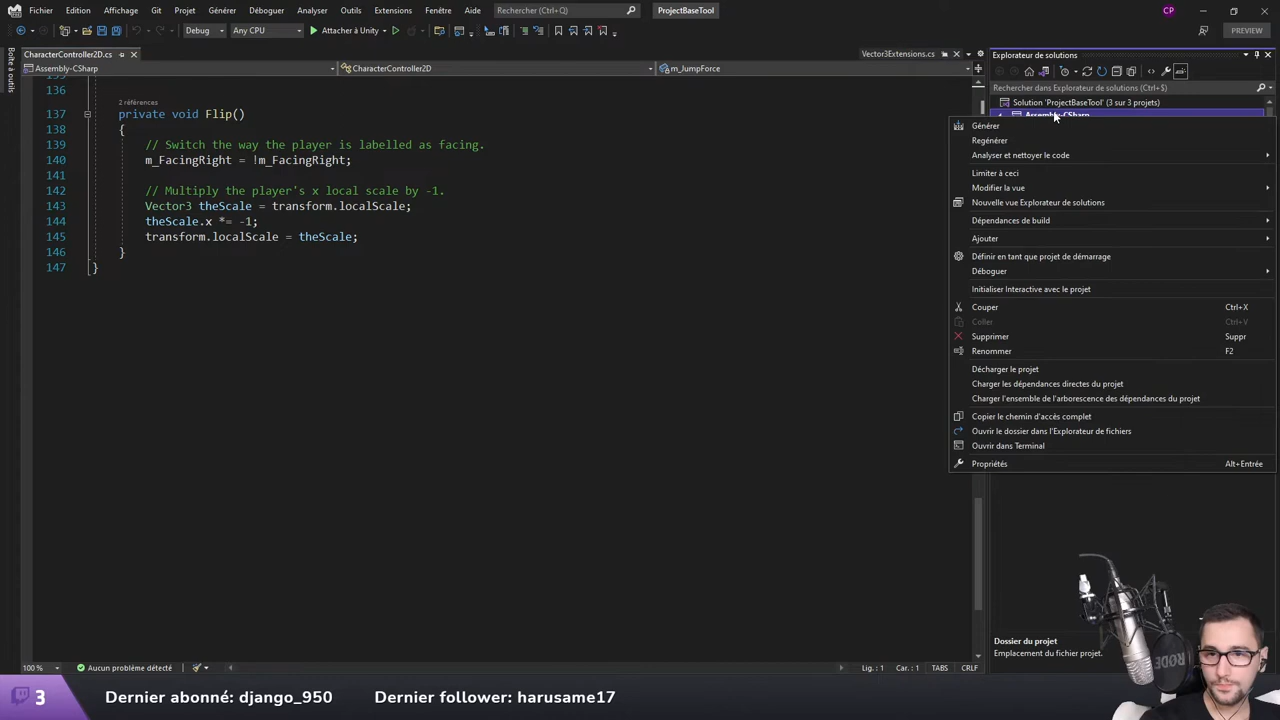 Fichier Edition Affichage Git Projet Générer Déboguer Analyser Outils Extensions Fenêtre Aide Rechercher (Ctrl+Q) ProjectBaseTool CP
Debug Any CPU Attacher à Unity PREVIEW
Boîte à outils
CharacterController2D.cs Vector3Extensions.cs Explorateur de solutions
Assembly-CSharp CharacterController2D m_JumpForce
Rechercher dans Explorateur de solutions (Ctrl+$)
Solution 'ProjectBaseTool' (3 sur 3 projets)
Assembly-CSharp
136
2 références
137 private void Flip()
138 {
139 // Switch the way the player is labelled as facing.
140 m_FacingRight = !m_FacingRight;
141
142 // Multiply the player's x local scale by -1.
143 Vector3 theScale = transform.localScale;
144 theScale.x *= -1;
145 transform.localScale = theScale;
146 }
147 }
Générer
Regénérer
Analyser et nettoyer le code
Limiter à ceci
Modifier la vue
Nouvelle vue Explorateur de solutions
Dépendances de build
Ajouter
Définir en tant que projet de démarrage
Déboguer
Initialiser Interactive avec le projet
Couper Ctrl+X
Coller Ctrl+V
Supprimer Suppr
Renommer F2
Décharger le projet
Charger les dépendances directes du projet
Charger l'ensemble de l'arborescence des dépendances du projet
Copier le chemin d'accès complet
Ouvrir le dossier dans l'Explorateur de fichiers
Ouvrir dans Terminal
Propriétés Alt+Entrée
Dossier du projet
Emplacement du fichier projet.
RODE
100 % Aucun problème détecté Lig. : 1 Car. : 1 TABS CRLF
3 Dernier abonné: django_950 Dernier follower: harusame17